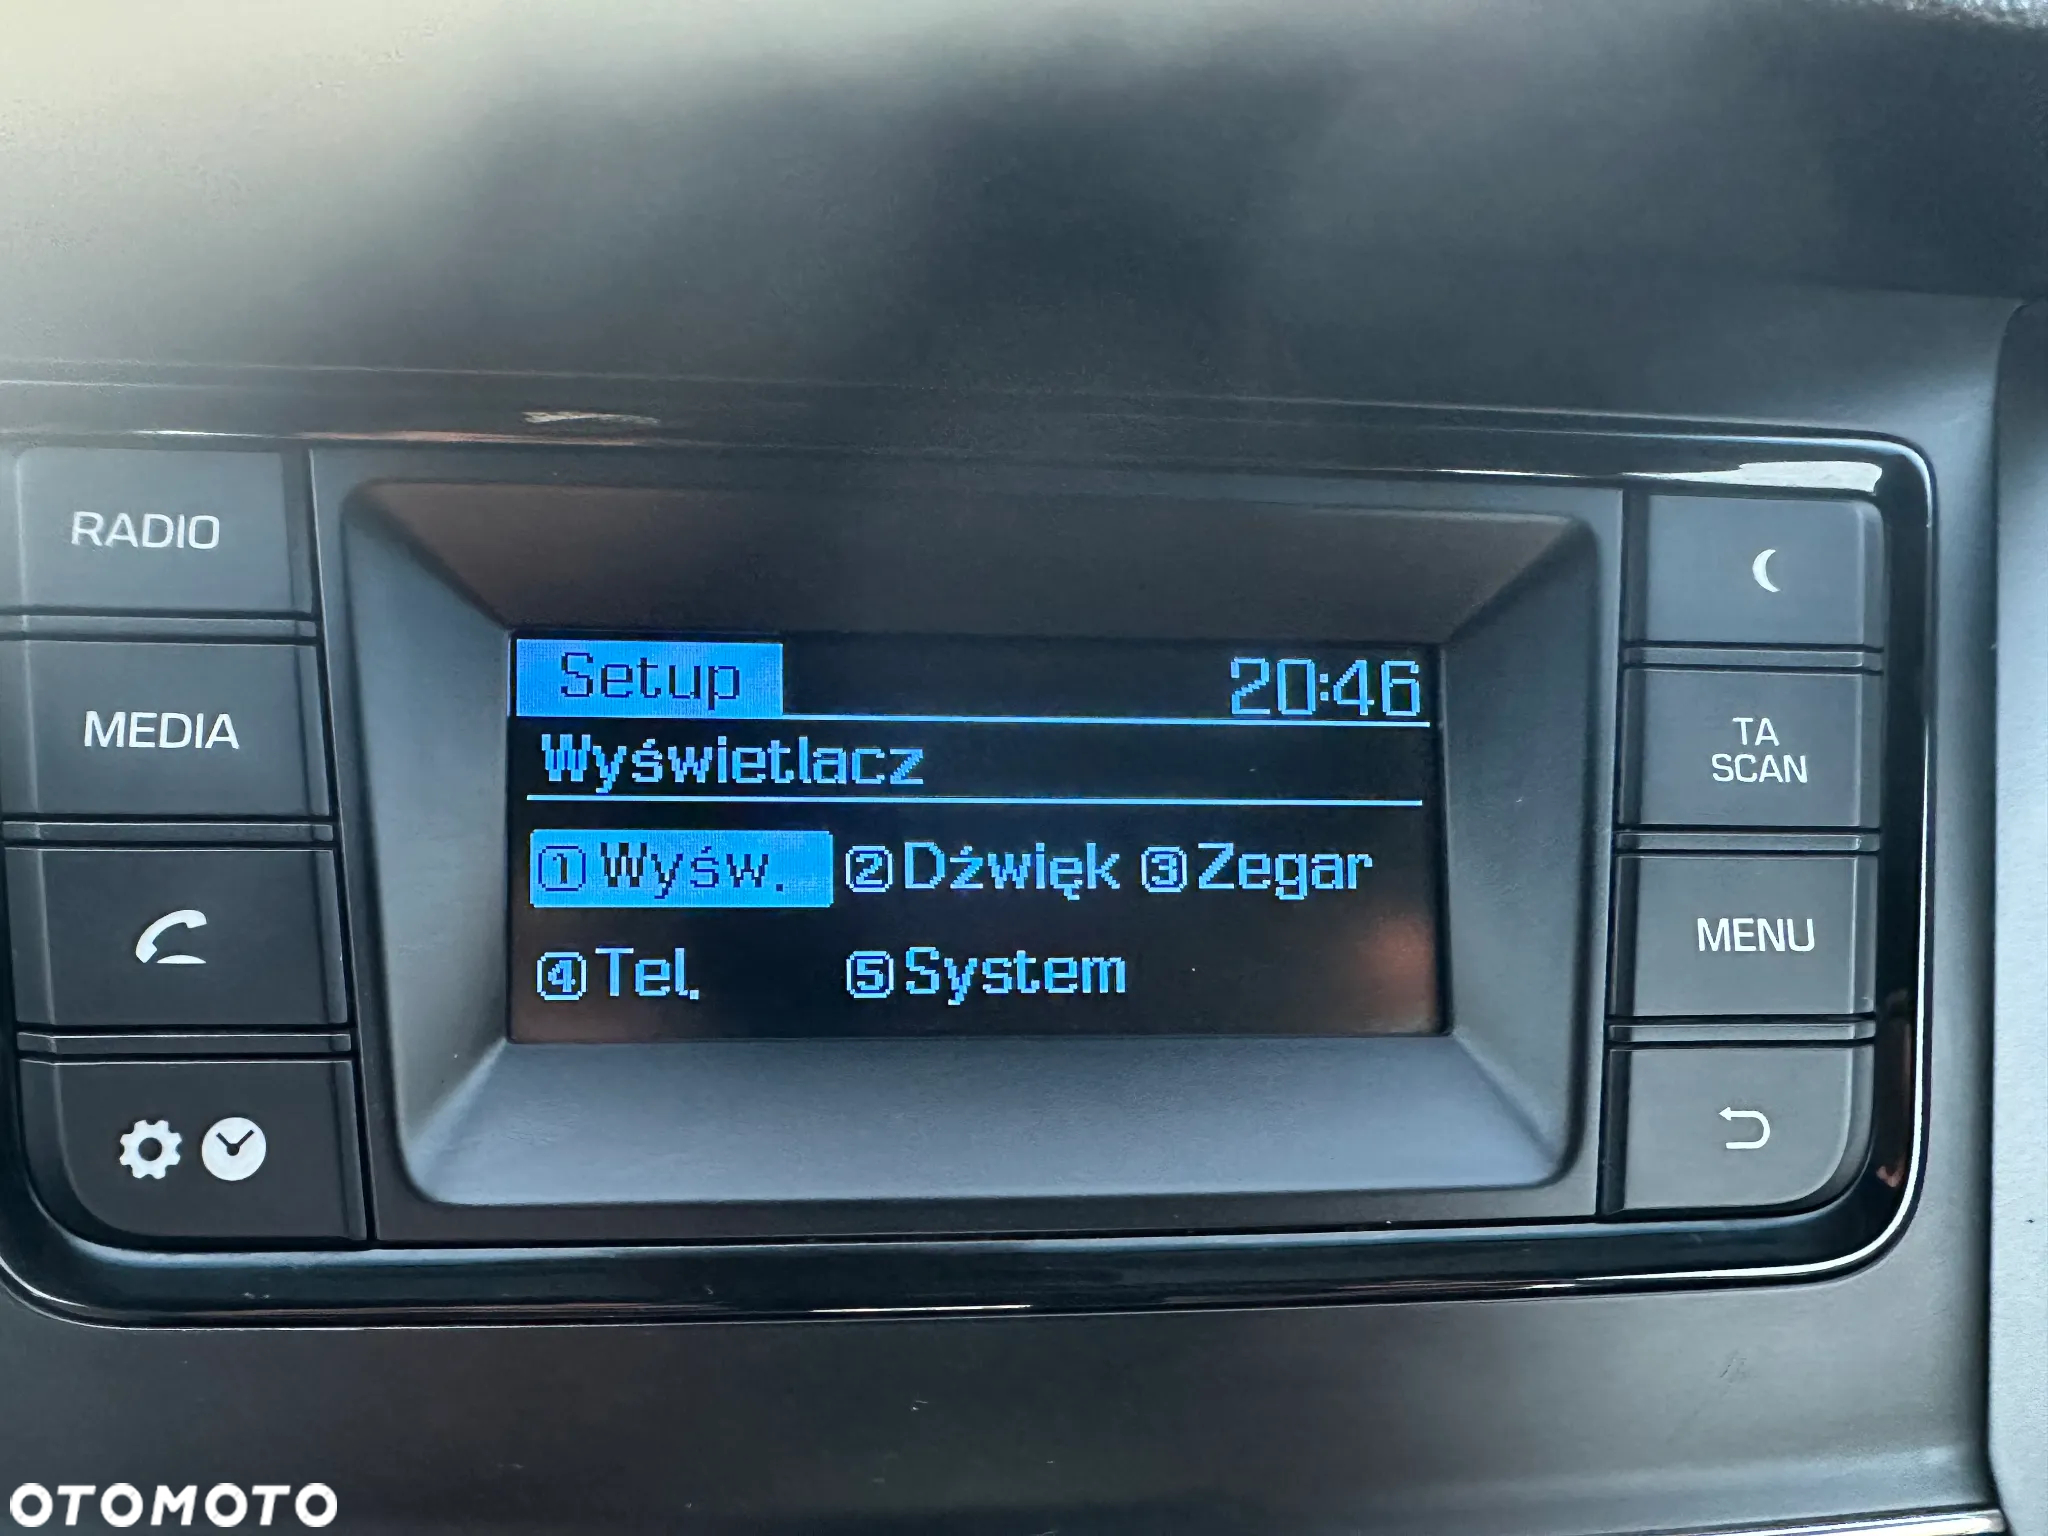 RADIO
MEDIA
Setup 20:46
Wyświetlacz
① Wyśw. ② Dźwięk ③ Zegar
④ Tel. ⑤ System
TA
SCAN
MENU
OTOMOTO